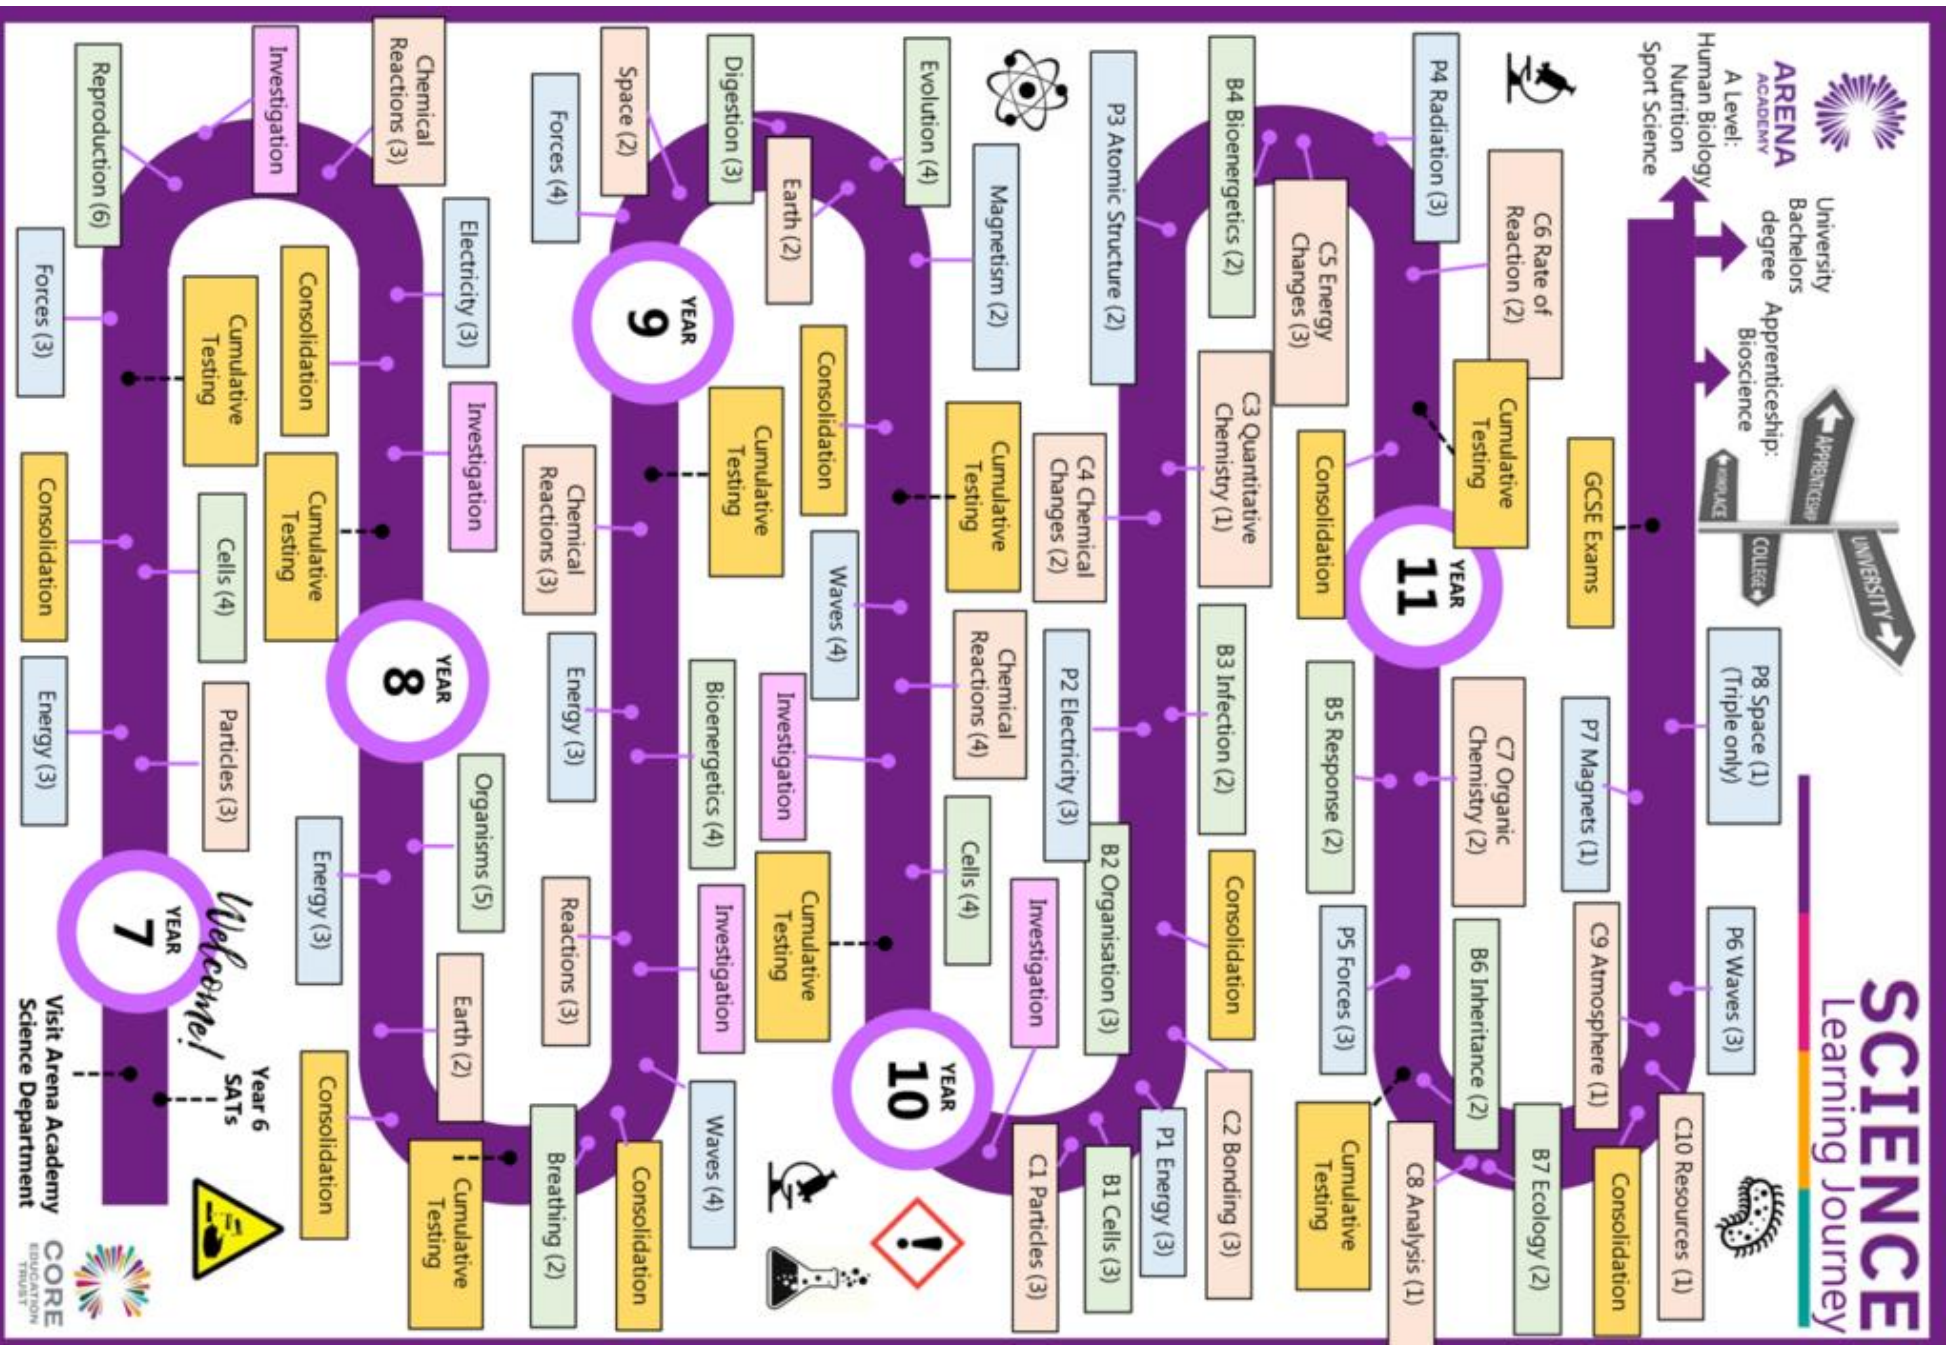 ARENA
ACADEMY
SCIENCE
Learning Journey
A Level:
Human Biology
Nutrition
Sport Science
University
Bachelors
degree
Apprenticeship:
Bioscience
APPRENTICESHIP
UNIVERSITY
WORKPLACE
COLLEGE
P8 Space (1)
(Triple only)
P6 Waves (3)
GCSE Exams
P7 Magnets (1)
C9 Atmosphere (1)
C10 Resources (1)
Consolidation
C6 Rate of
Reaction (2)
Cumulative
Testing
P4 Radiation (3)
YEAR
11
C7 Organic
Chemistry (2)
B6 Inheritance (2)
B7 Ecology (2)
C5 Energy
Changes (3)
Consolidation
B5 Response (2)
P5 Forces (3)
Cumulative
Testing
C8 Analysis (1)
B4 Bioenergetics (2)
C3 Quantitative
Chemistry (1)
B3 Infection (2)
Consolidation
C2 Bonding (3)
P3 Atomic Structure (2)
C4 Chemical
Changes (2)
P2 Electricity (3)
B2 Organisation (3)
P1 Energy (3)
B1 Cells (3)
Investigation
C1 Particles (3)
Evolution (4)
Magnetism (2)
Cumulative
Testing
Chemical
Reactions (4)
Cells (4)
YEAR
10
Digestion (3)
Earth (2)
Consolidation
Waves (4)
Investigation
Cumulative
Testing
Space (2)
Forces (4)
YEAR
9
Cumulative
Testing
Bioenergetics (4)
Investigation
Waves (4)
Chemical
Reactions (3)
Energy (3)
Reactions (3)
Breathing (2)
Consolidation
Chemical
Reactions (3)
Electricity (3)
Investigation
YEAR
8
Organisms (5)
Earth (2)
Cumulative
Testing
Investigation
Consolidation
Cumulative
Testing
Energy (3)
Consolidation
Reproduction (6)
Cumulative
Testing
Cells (4)
Particles (3)
Welcome!
Year 6
SATs
YEAR
7
Forces (3)
Consolidation
Energy (3)
Visit Arena Academy
Science Department
CORE
EDUCATION
TRUST